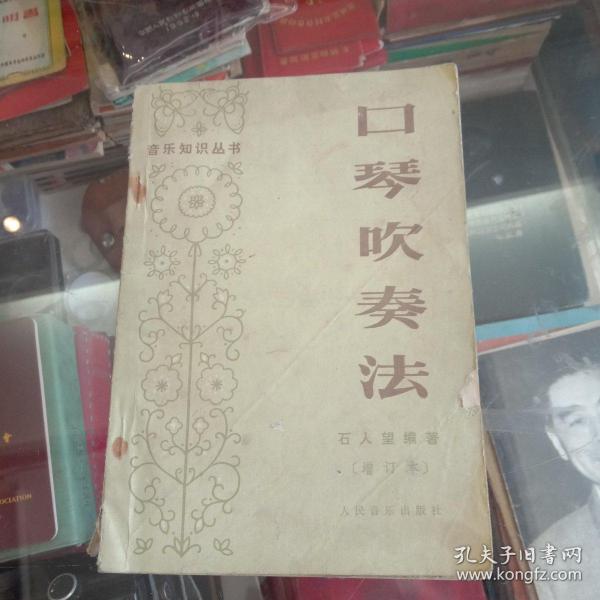 音乐知识丛书
口琴吹奏法
石人望编著
〔增订本〕
人民音乐出版社
OCIATION
孔夫子旧书网
www.kongfz.com